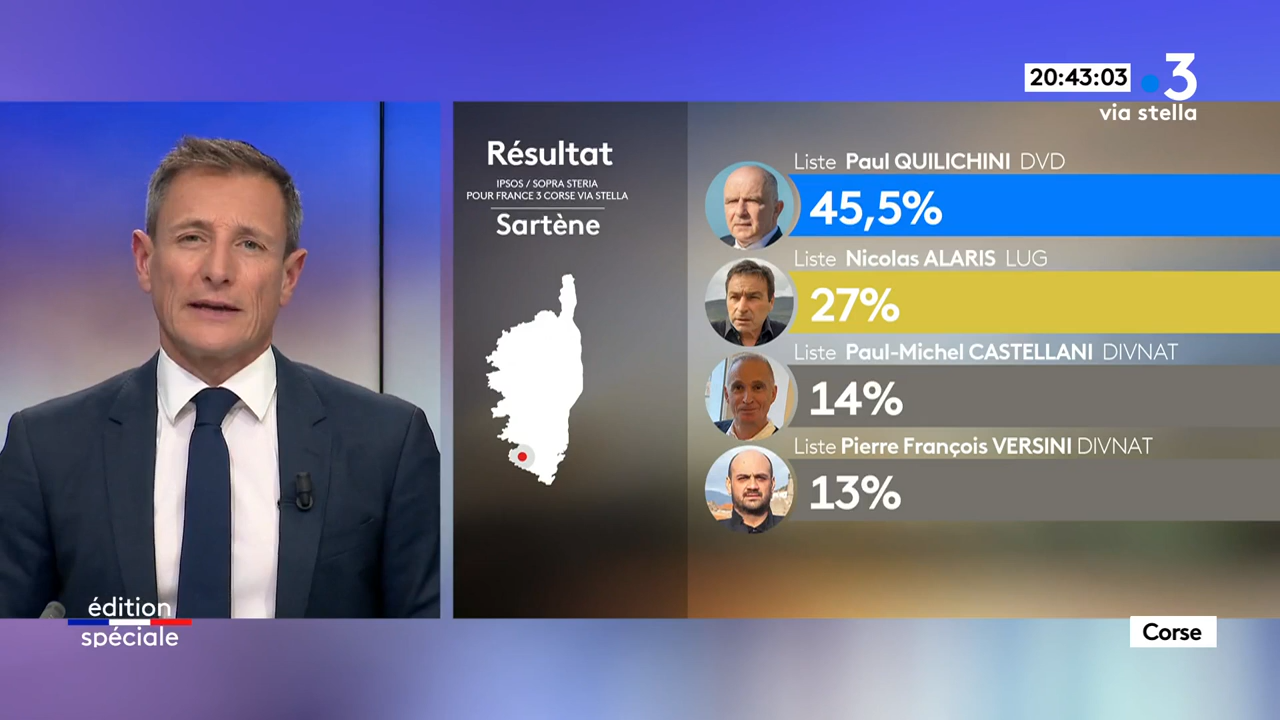 20:43:03
3
via stella
Résultat
IPSOS / SOPRA STERIA
POUR FRANCE 3 CORSE VIA STELLA
Sartène
Liste Paul QUILICHINI DVD
45,5%
Liste Nicolas ALARIS LUG
27%
Liste Paul-Michel CASTELLANI DIVNAT
14%
Liste Pierre François VERSINI DIVNAT
13%
édition
spéciale
Corse